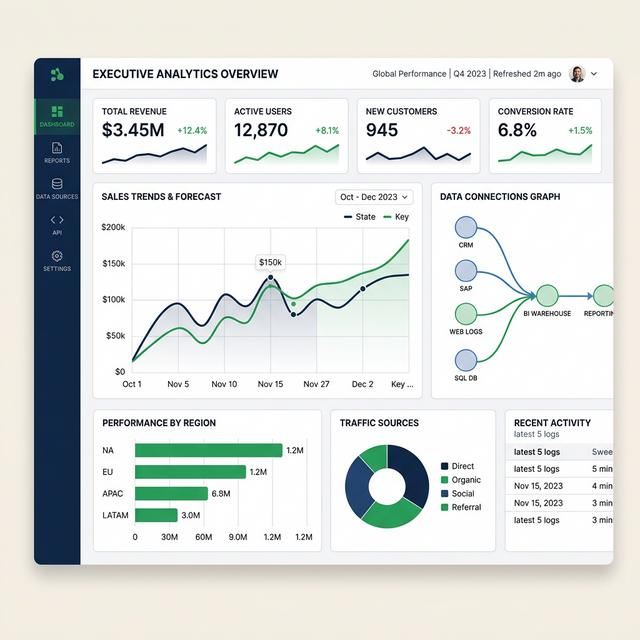 EXECUTIVE ANALYTICS OVERVIEW
Global Performance | Q4 2023 | Refreshed 2m ago
DASHBOARD
REPORTS
DATA SOURCES
API
SETTINGS
TOTAL REVENUE
$3.45M +12.4%
ACTIVE USERS
12,870 +8.1%
NEW CUSTOMERS
945 -3.2%
CONVERSION RATE
6.8% +1.5%
SALES TRENDS & FORECAST
Oct - Dec 2023
State Key
$200k
$150k
$100k
$50k
$0
$150k
Oct 1 Nov 5 Nov 10 Nov 15 Nov 27 Dec 2 Key ...
DATA CONNECTIONS GRAPH
CRM
SAP
WEB LOGS
SQL DB
BI WAREHOUSE
REPORTIN
PERFORMANCE BY REGION
NA 1.2M
EU 1.2M
APAC 6.8M
LATAM 3.0M
0 30M 60M 9.0M 1.2M 1.2M
TRAFFIC SOURCES
Direct
Organic
Social
Referral
RECENT ACTIVITY
latest 5 logs
latest 5 logs Swee
latest 5 logs 5 min
Nov 15, 2023 4 min
Nov 15, 2023 3 min
latest 5 logs 3 min